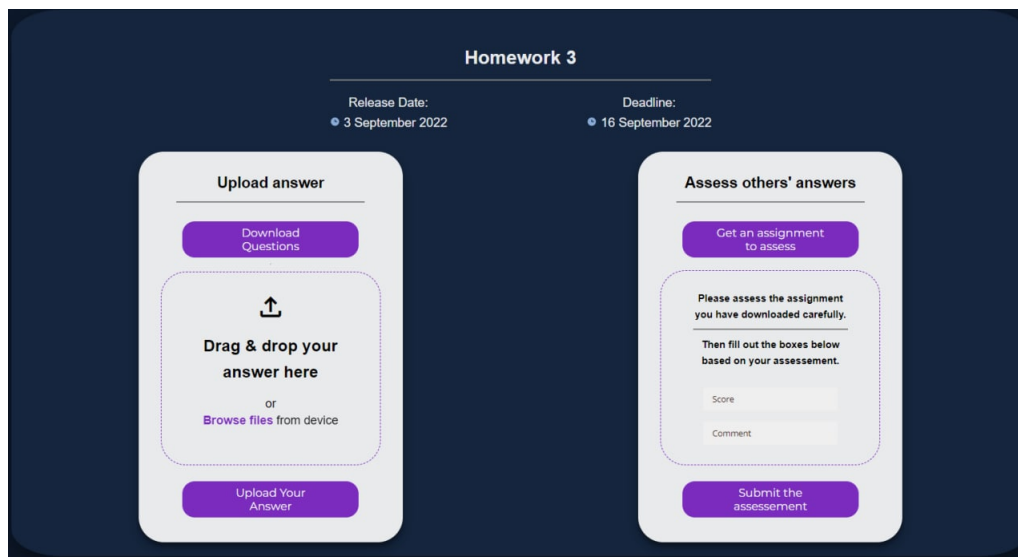 Homework 3
Release Date:
3 September 2022
Deadline:
16 September 2022
Upload answer
Download
Questions
Drag & drop your
answer here
or
Browse files from device
Upload Your
Answer
Assess others' answers
Get an assignment
to assess
Please assess the assignment
you have downloaded carefully.
Then fill out the boxes below
based on your assessement.
Score
Comment
Submit the
assessement